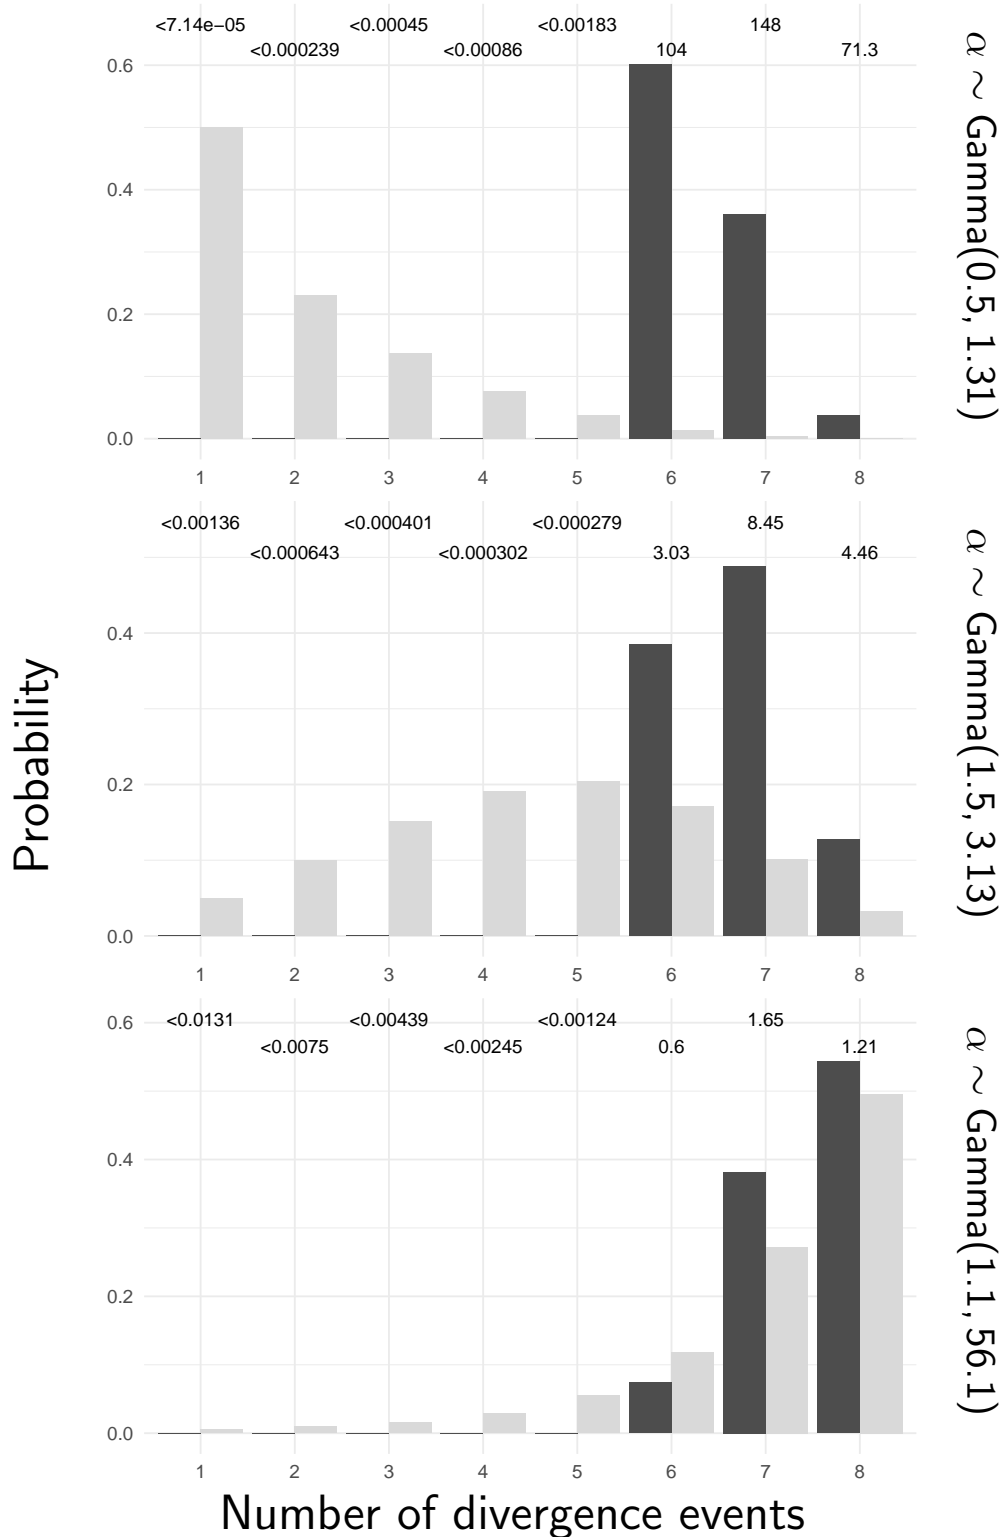 <7.14e−05 <0.00045 <0.00183 148
<0.000239 <0.00086 104 71.3
0.6
0.4
0.2
0.0
1 2 3 4 5 6 7 8
α ∼ Gamma(0.5, 1.31)
<0.00136 <0.000401 <0.000279 8.45
<0.000643 <0.000302 3.03 4.46
0.4
0.2
0.0
1 2 3 4 5 6 7 8
α ∼ Gamma(1.5, 3.13)
Probability
<0.0131 <0.00439 <0.00124 1.65
<0.0075 <0.00245 0.6 1.21
0.6
0.4
0.2
0.0
1 2 3 4 5 6 7 8
α ∼ Gamma(1.1, 56.1)
Number of divergence events